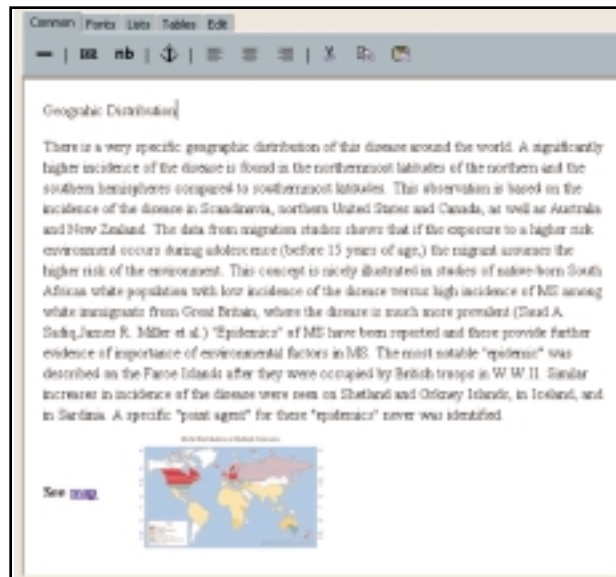 Common Fonts Lists Tables Edit
BR nb
Geograhic Distribution
There is a very specific geographic distribution of this disease around the world. A significantly
higher incidence of the disease is found in the northernmost latitudes of the northern and the
southern hemispheres compared to southernmost latitudes. This observation is based on the
incidence of the disease in Scandinavia, northern United States and Canada, as well as Australia
and New Zealand. The data from migration studies shows that if the exposure to a higher risk
environment occurs during adolescence (before 15 years of age,) the migrant assumes the
higher risk of the environment. This concept is nicely illustrated in studies of native-born South
African white population with low incidence of the disease versus high incidence of MS among
white immigrants from Great Britain, where the disease is much more prevalent (Saud A.
Sadiq,James R. Miller et al.) "Epidemics" of MS have been reported and these provide further
evidence of importance of environmental factors in MS. The most notable "epidemic" was
described on the Faroe Islands after they were occupied by British troops in W.W.II. Similar
increases in incidence of the disease were seen on Shetland and Orkney Islands, in Iceland, and
in Sardinia. A specific "point agent" for these "epidemics" never was identified.
World Distribution of Multiple Sclerosis
See map.